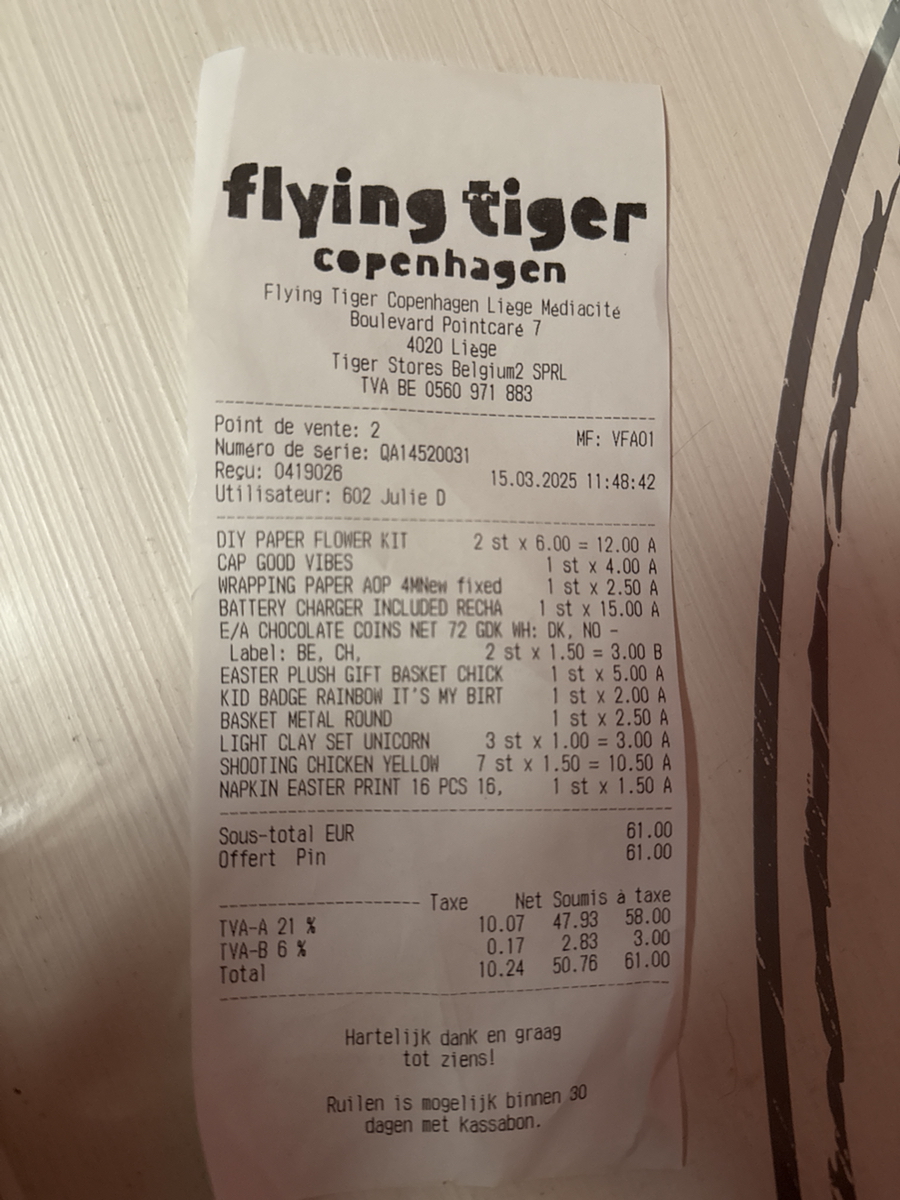 flying tiger
copenhagen
Flying Tiger Copenhagen Liège Médiacité
Boulevard Pointcaré 7
4020 Liège
Tiger Stores Belgium2 SPRL
TVA BE 0560 971 883
Point de vente: 2 MF: VFA01
Numéro de série: QA14520031
Reçu: 0419026 15.03.2025 11:48:42
Utilisateur: 602 Julie D
DIY PAPER FLOWER KIT 2 st x 6.00 = 12.00 A
CAP GOOD VIBES 1 st x 4.00 A
WRAPPING PAPER AOP 4MNew fixed 1 st x 2.50 A
BATTERY CHARGER INCLUDED RECHA 1 st x 15.00 A
E/A CHOCOLATE COINS NET 72 GDK WH: DK, NO -
Label: BE, CH, 2 st x 1.50 = 3.00 B
EASTER PLUSH GIFT BASKET CHICK 1 st x 5.00 A
KID BADGE RAINBOW IT'S MY BIRT 1 st x 2.00 A
BASKET METAL ROUND 1 st x 2.50 A
LIGHT CLAY SET UNICORN 3 st x 1.00 = 3.00 A
SHOOTING CHICKEN YELLOW 7 st x 1.50 = 10.50 A
NAPKIN EASTER PRINT 16 PCS 16, 1 st x 1.50 A
Sous-total EUR 61.00
Offert Pin 61.00
Taxe Net Soumis à taxe
TVA-A 21 % 10.07 47.93 58.00
TVA-B 6 % 0.17 2.83 3.00
Total 10.24 50.76 61.00
Hartelijk dank en graag
tot ziens!
Ruilen is mogelijk binnen 30
dagen met kassabon.